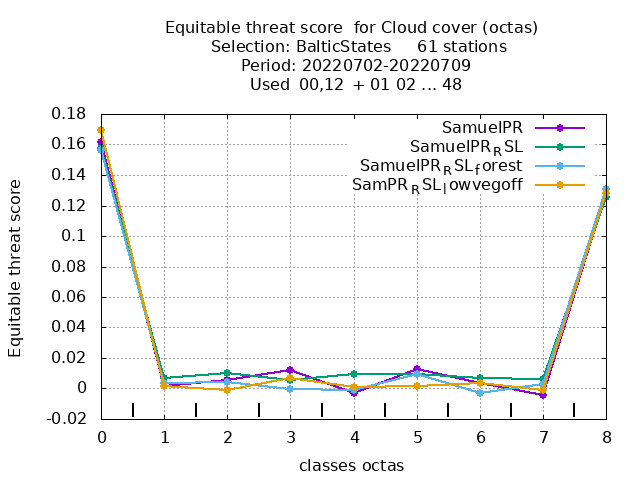 Equitable threat score for Cloud cover (octas)
Selection: BalticStates 61 stations
Period: 20220702-20220709
Used 00,12 + 01 02 ... 48
SamuelPR
SamuelPR_RSL
SamuelPR_RSL_forest
SamPR_RSL_lowvegoff
Equitable threat score
0.18
0.16
0.14
0.12
0.1
0.08
0.06
0.04
0.02
0
-0.02
0 1 2 3 4 5 6 7 8
classes octas